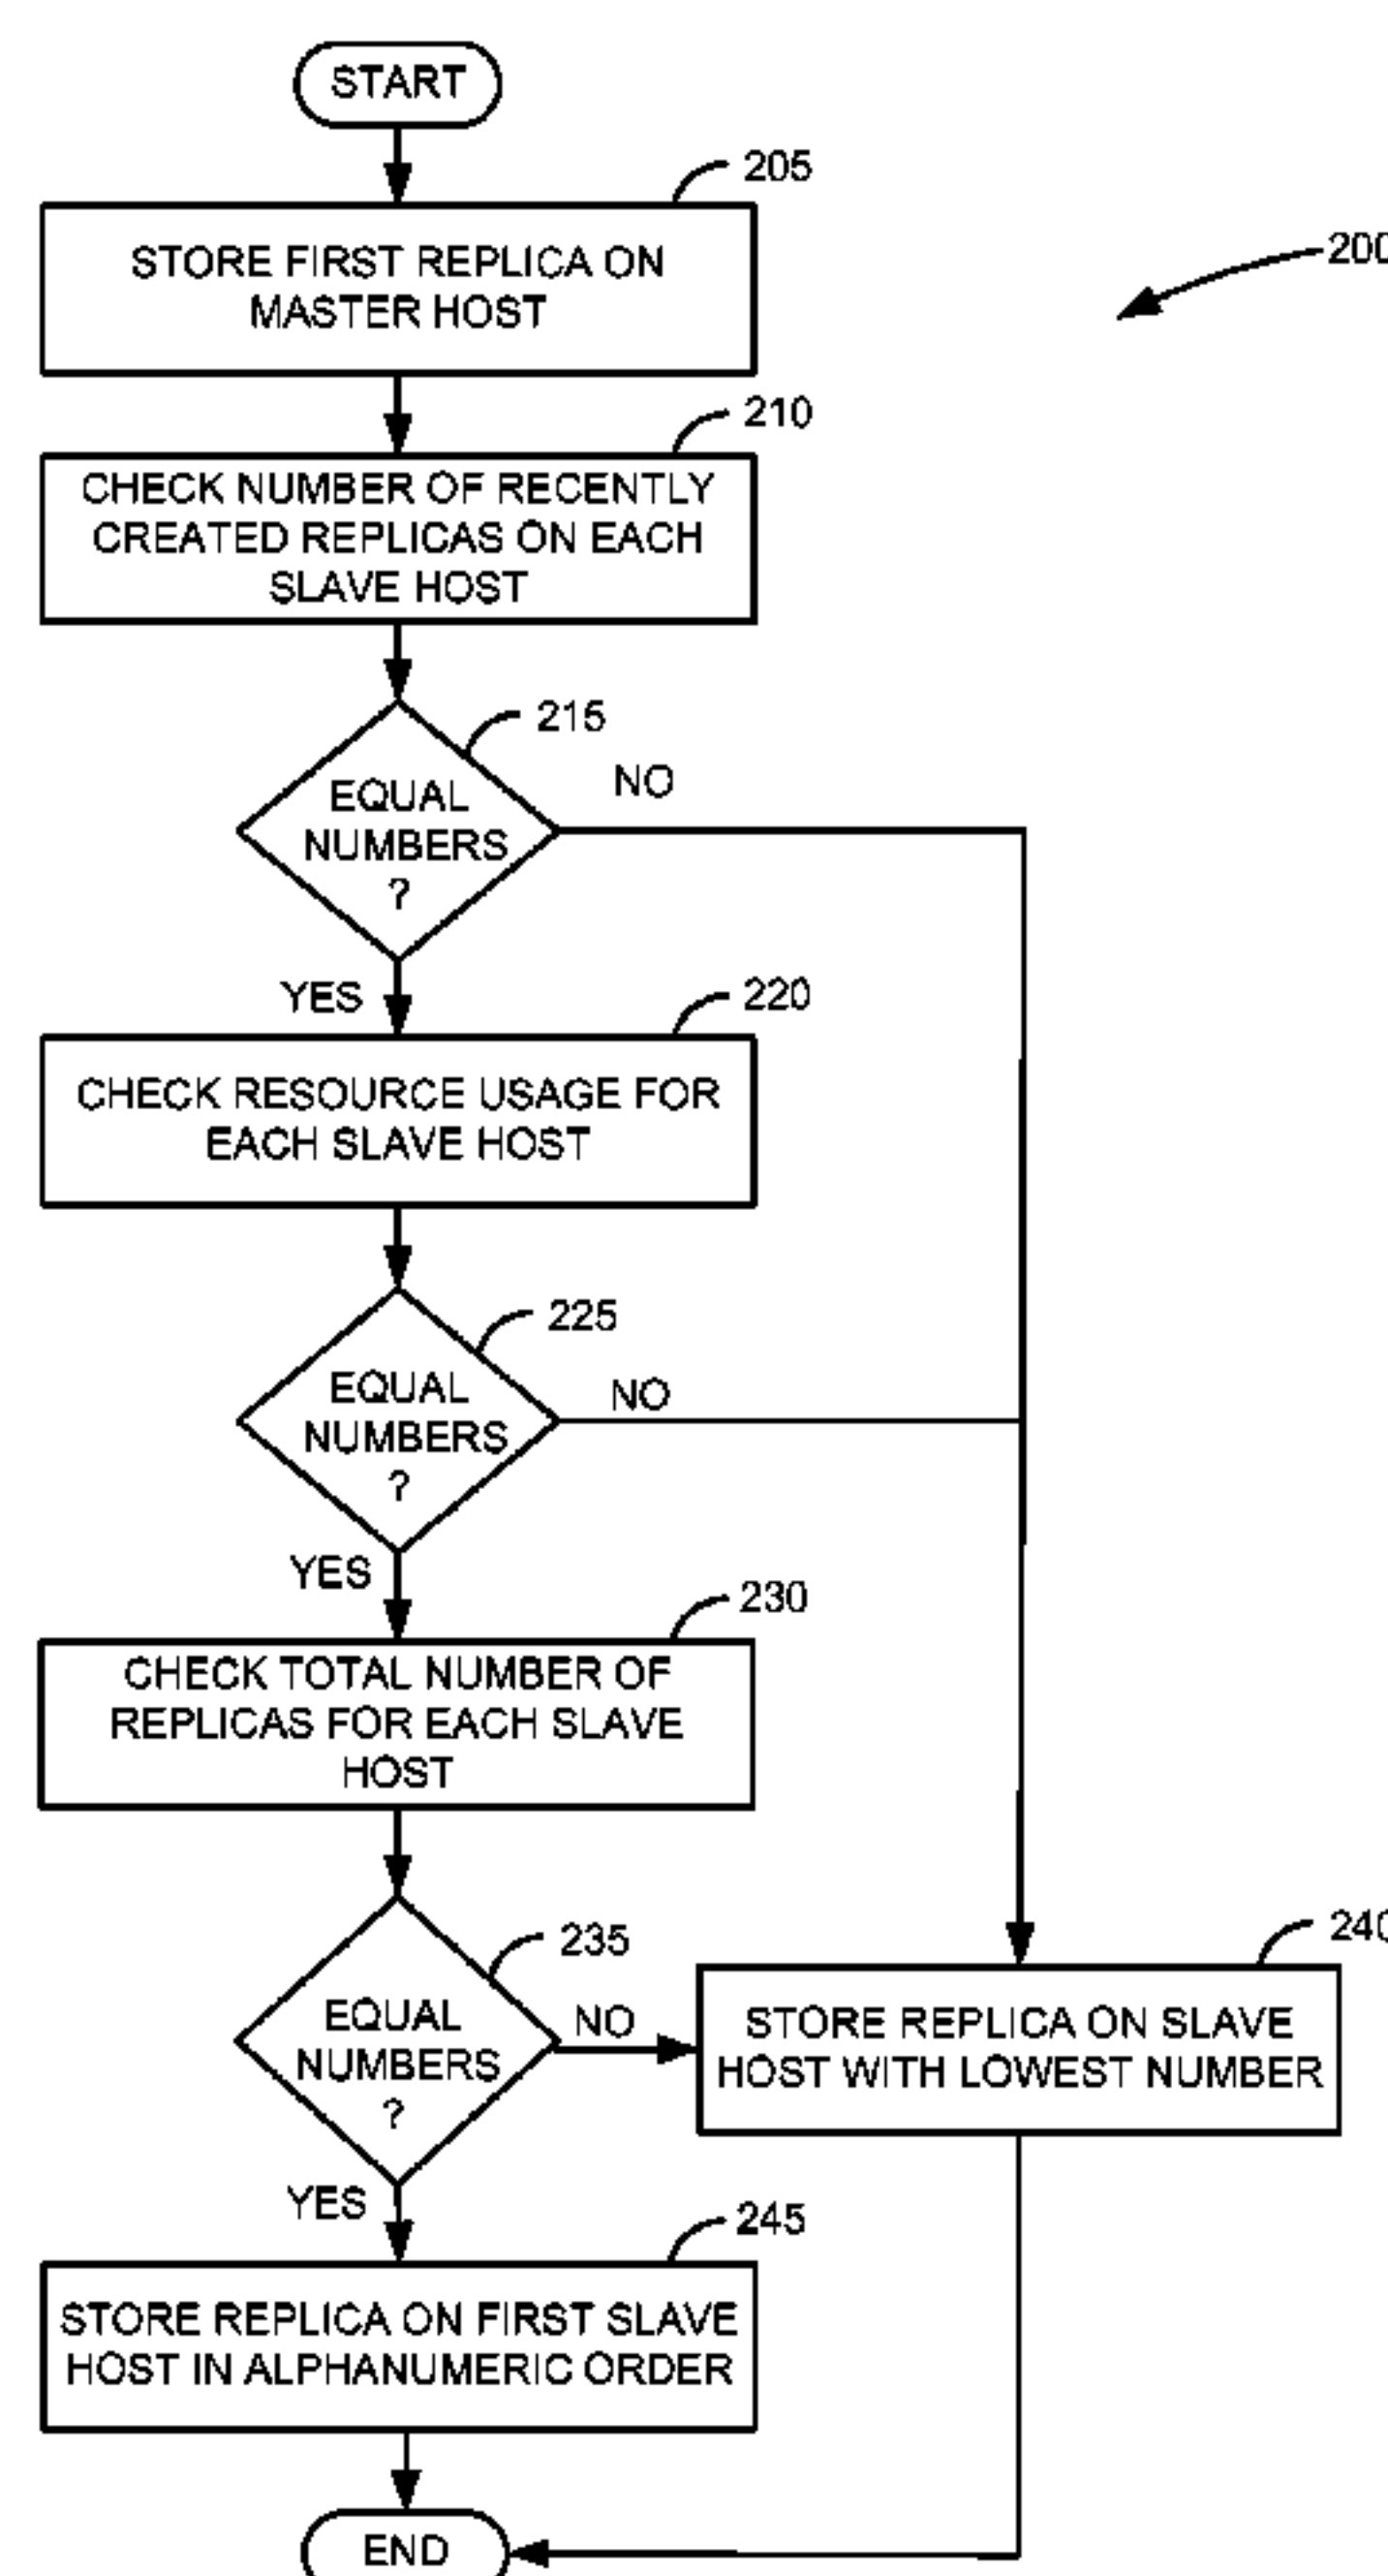 START
205
STORE FIRST REPLICA ON
MASTER HOST
200
210
CHECK NUMBER OF RECENTLY
CREATED REPLICAS ON EACH
SLAVE HOST
215
EQUAL
NUMBERS
?
NO
YES
220
CHECK RESOURCE USAGE FOR
EACH SLAVE HOST
225
EQUAL
NUMBERS
?
NO
YES
230
CHECK TOTAL NUMBER OF
REPLICAS FOR EACH SLAVE
HOST
235
EQUAL
NUMBERS
?
NO
240
STORE REPLICA ON SLAVE
HOST WITH LOWEST NUMBER
YES
245
STORE REPLICA ON FIRST SLAVE
HOST IN ALPHANUMERIC ORDER
END